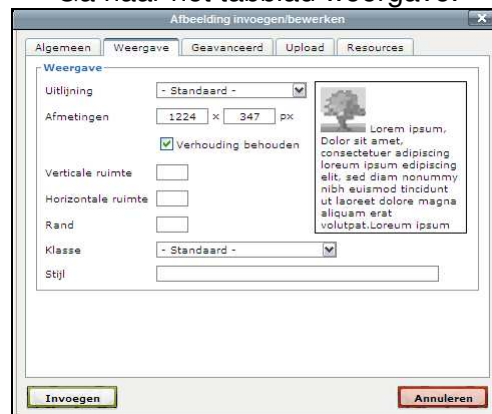 Ga naar het tabblad weergave.
Afbeelding invoegen/bewerken
Algemeen Weergave Geavanceerd Upload Resources
Weergave
Uitlijning - Standaard -
Afmetingen 1224 x 347 px
Verhouding behouden
Verticale ruimte
Horizontale ruimte
Rand
Klasse - Standaard -
Stijl
Lorem ipsum,
Dolor sit amet,
consectetuer adipiscing
loreum ipsum edipiscing
elit, sed diam nonummy
nibh euismod tincidunt
ut laoreet dolore magna
aliquam erat
volutpat.Loreum ipsum
Invoegen Annuleren